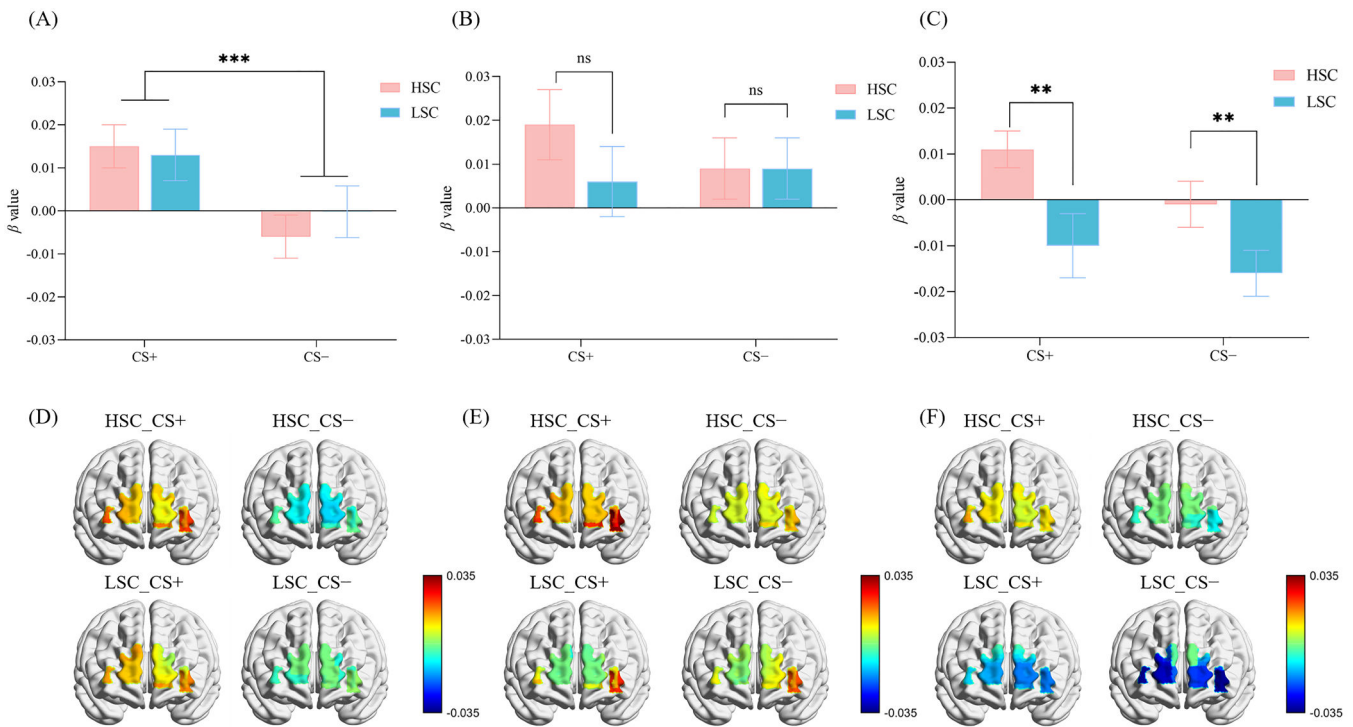 (A)
***
HSC
LSC
0.03
0.02
0.01
0.00
-0.01
-0.02
-0.03
β value
CS+
CS−
(B)
ns
ns
HSC
LSC
0.03
0.02
0.01
0.00
-0.01
-0.02
-0.03
β value
CS+
CS−
(C)
**
**
HSC
LSC
0.03
0.02
0.01
0.00
-0.01
-0.02
-0.03
β value
CS+
CS−
(D)
HSC_CS+
HSC_CS−
LSC_CS+
LSC_CS−
0.035
-0.035
(E)
HSC_CS+
HSC_CS−
LSC_CS+
LSC_CS−
0.035
-0.035
(F)
HSC_CS+
HSC_CS−
LSC_CS+
LSC_CS−
0.035
-0.035